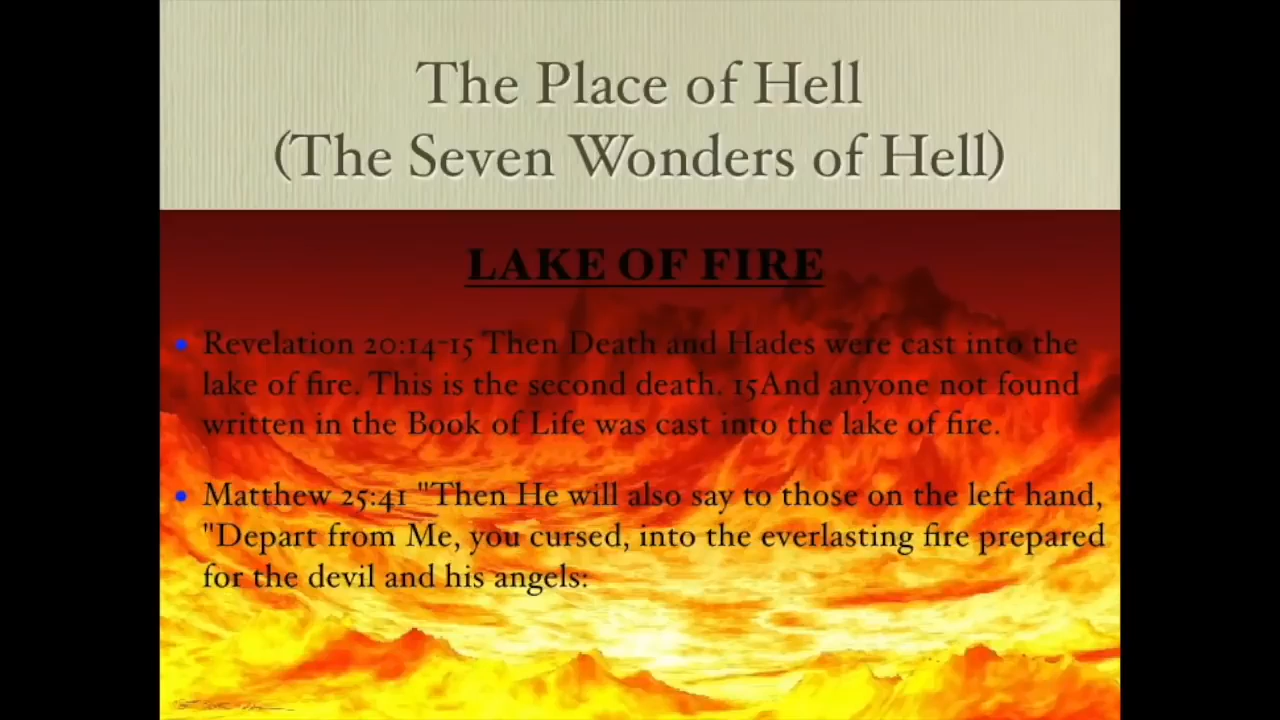 The Place of Hell
(The Seven Wonders of Hell)
LAKE OF FIRE
• Revelation 20:14-15 Then Death and Hades were cast into the
lake of fire. This is the second death. 15And anyone not found
written in the Book of Life was cast into the lake of fire.
• Matthew 25:41 "Then He will also say to those on the left hand,
"Depart from Me, you cursed, into the everlasting fire prepared
for the devil and his angels: